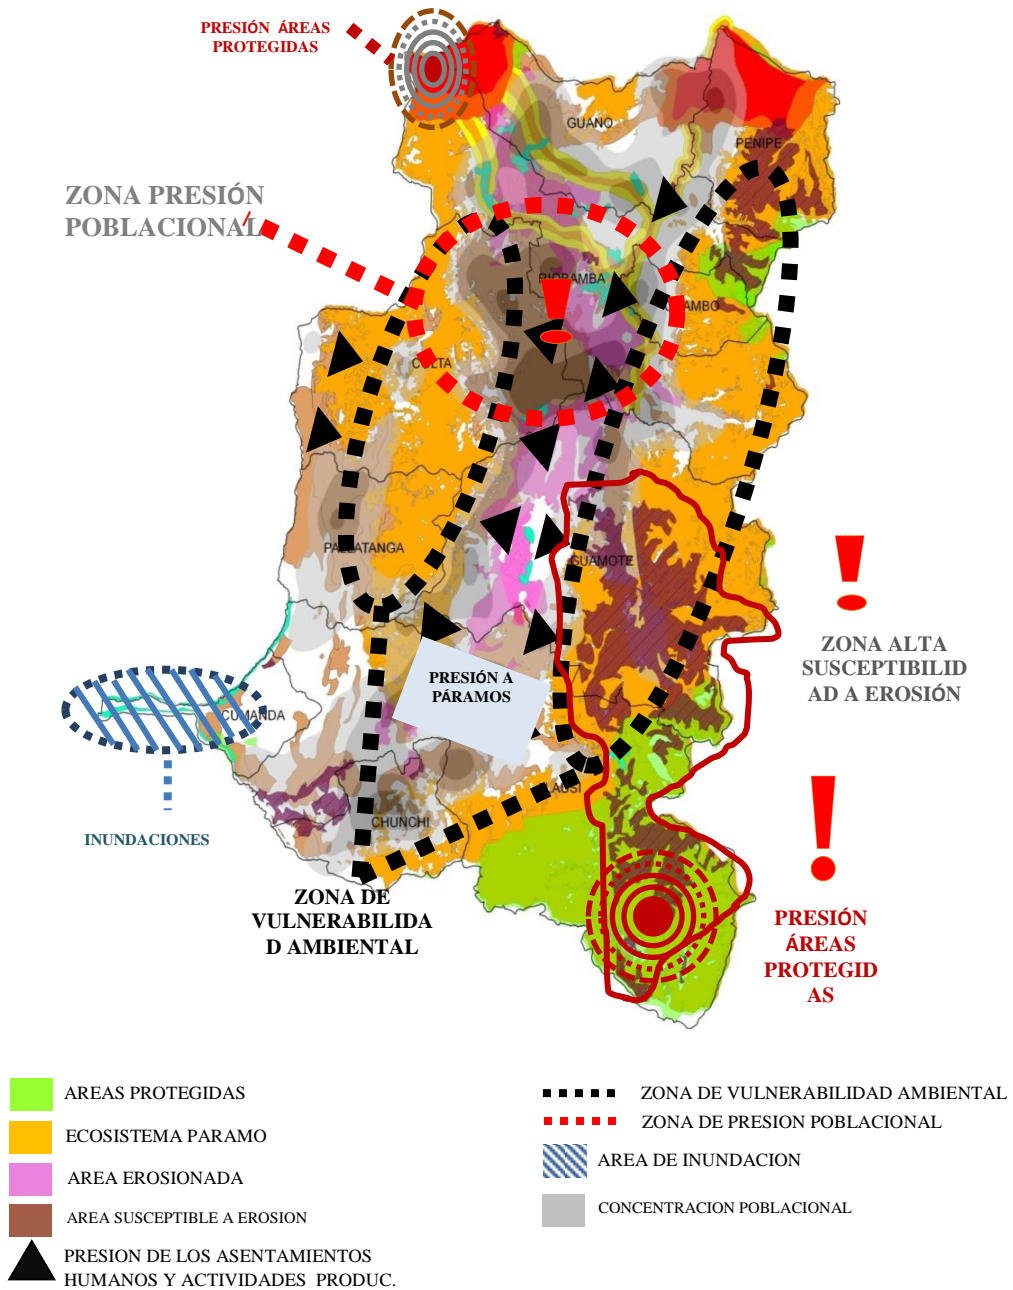 PRESIÓN ÁREAS
PROTEGIDAS
GUANO
PENIPE
ZONA PRESIÓN
POBLACIONAL
RIOBAMBA
COLTA
PALLATANGA
GUAMOTE
ZONA ALTA
SUSCEPTIBILID
AD A EROSIÓN
PRESIÓN A
PÁRAMOS
CUMANDA
INUNDACIONES
CHUNCHI
ZONA DE
VULNERABILIDA
D AMBIENTAL
PRESIÓN
ÁREAS
PROTEGID
AS
AREAS PROTEGIDAS
ECOSISTEMA PARAMO
AREA EROSIONADA
AREA SUSCEPTIBLE A EROSION
PRESION DE LOS ASENTAMIENTOS
HUMANOS Y ACTIVIDADES PRODUC.
ZONA DE VULNERABILIDAD AMBIENTAL
ZONA DE PRESION POBLACIONAL
AREA DE INUNDACION
CONCENTRACION POBLACIONAL